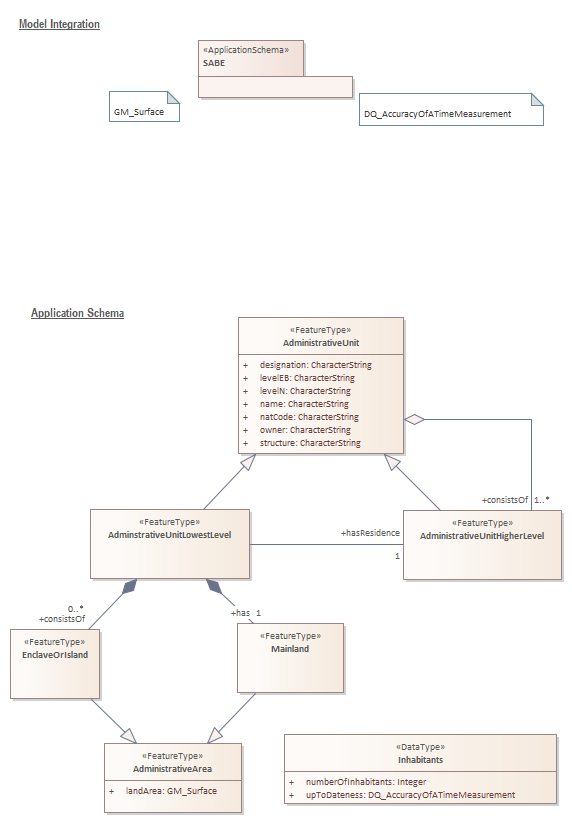 Model Integration
«ApplicationSchema»
SABE
GM_Surface
DQ_AccuracyOfATimeMeasurement
Application Schema
«FeatureType»
AdministrativeUnit
+ designation: CharacterString
+ levelEB: CharacterString
+ levelN: CharacterString
+ name: CharacterString
+ natCode: CharacterString
+ owner: CharacterString
+ structure: CharacterString
+consistsOf 1..*
«FeatureType»
AdminstrativeUnitLowestLevel
+hasResidence
1
«FeatureType»
AdministrativeUnitHigherLevel
0..*
+consistsOf
+has 1
«FeatureType»
EnclaveOrIsland
«FeatureType»
Mainland
«FeatureType»
AdministrativeArea
+ landArea: GM_Surface
«DataType»
Inhabitants
+ numberOfInhabitants: Integer
+ upToDateness: DQ_AccuracyOfATimeMeasurement